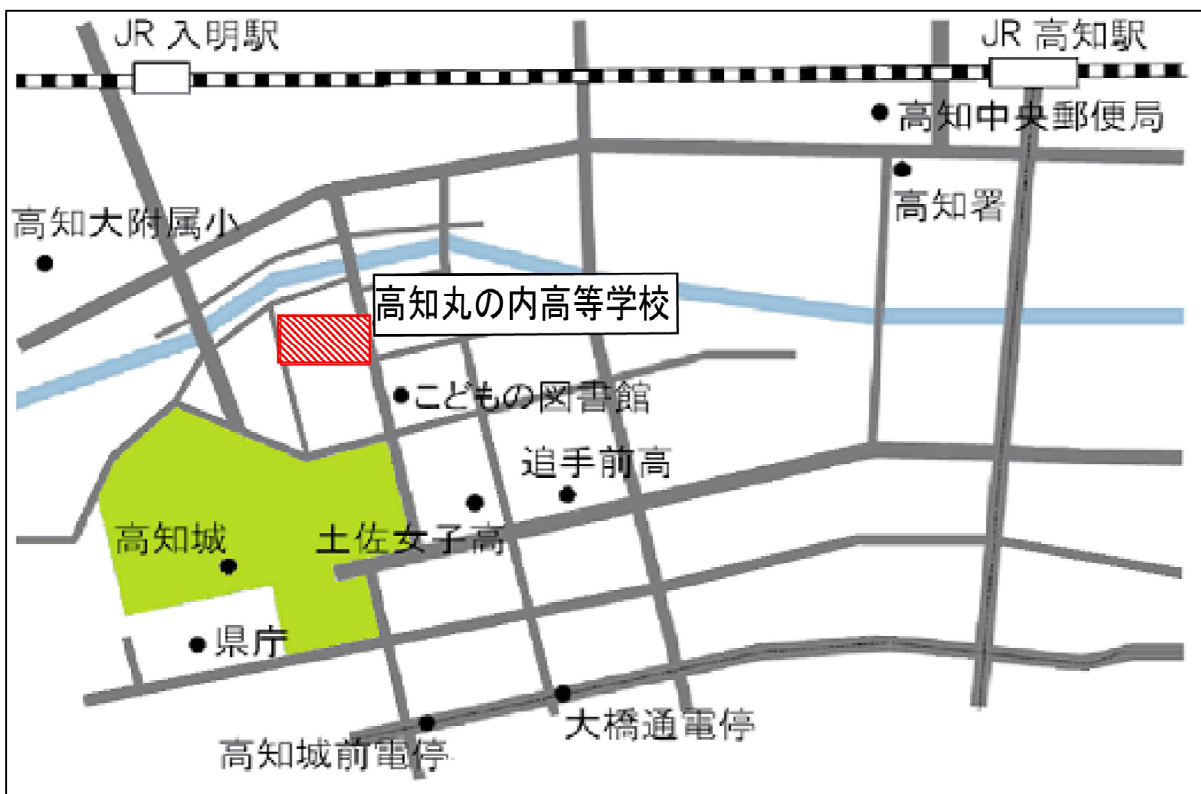 JR 入明駅
JR 高知駅
高知中央郵便局
高知署
高知大附属小
高知丸の内高等学校
こどもの図書館
追手前高
土佐女子高
高知城
県庁
大橋通電停
高知城前電停